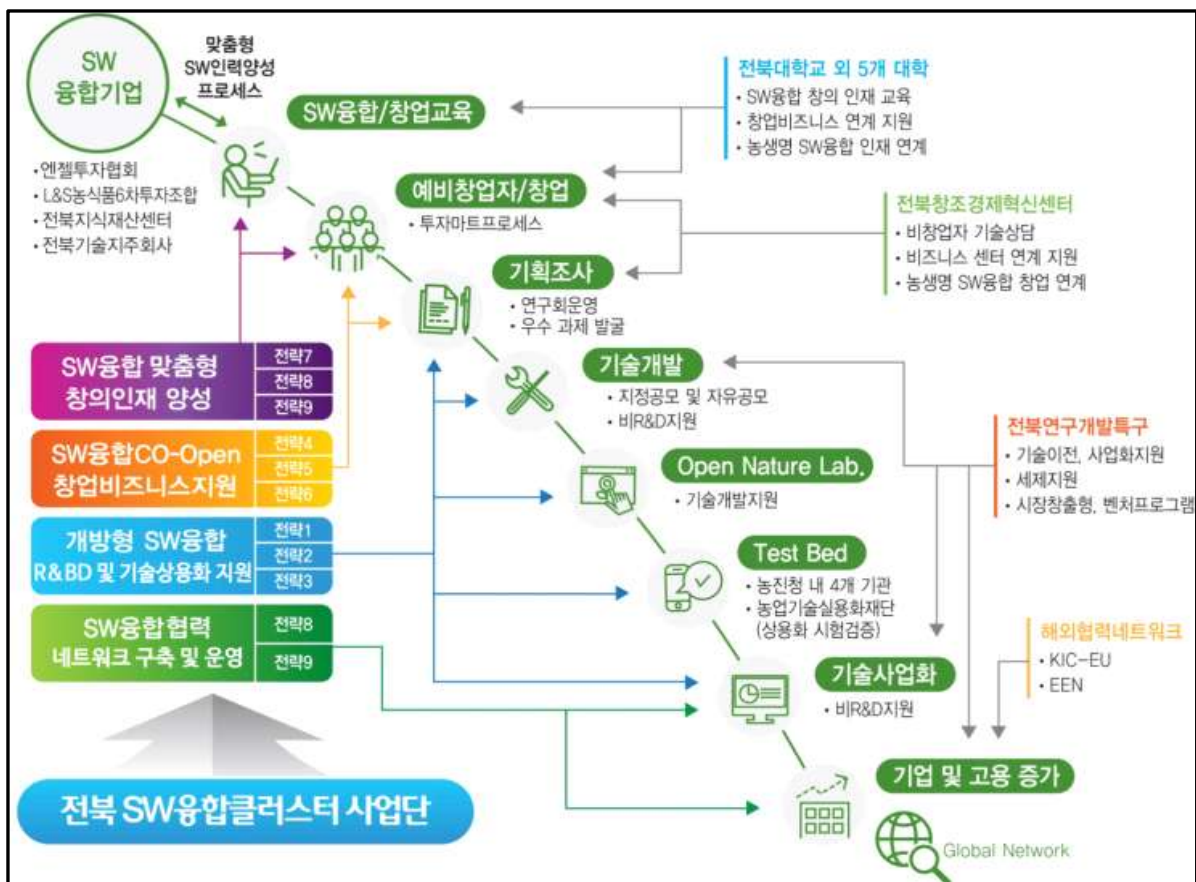 SW
융합기업
맞춤형
SW인력양성
프로세스
•엔젤투자협회
•L&S농식품6차투자조합
•전북지식재산센터
•전북기술지주회사
SW융합/창업교육
예비창업자/창업
• 투자마트프로세스
기획조사
• 연구회운영
• 우수 과제 발굴
기술개발
• 지정공모 및 자유공모
• 비R&D지원
Open Nature Lab.
• 기술개발지원
Test Bed
• 농진청 내 4개 기관
• 농업기술실용화재단
(상용화 시험검증)
기술사업화
• 비R&D지원
기업 및 고용 증가
Global Network
전북대학교 외 5개 대학
• SW융합 창의 인재 교육
• 창업비즈니스 연계 지원
• 농생명 SW융합 인재 연계
전북창조경제혁신센터
• 비창업자 기술상담
• 비즈니스 센터 연계 지원
• 농생명 SW융합 창업 연계
전북연구개발특구
• 기술이전, 사업화지원
• 세제지원
• 시장창출형, 벤처프로그램
해외협력네트워크
• KIC-EU
• EEN
SW융합 맞춤형
창의인재 양성
전략7
전략8
전략9
SW융합CO-Open
창업비즈니스지원
전략4
전략5
전략6
개방형 SW융합
R&BD 및 기술상용화 지원
전략1
전략2
전략3
SW융합협력
네트워크 구축 및 운영
전략8
전략9
전북 SW융합클러스터 사업단